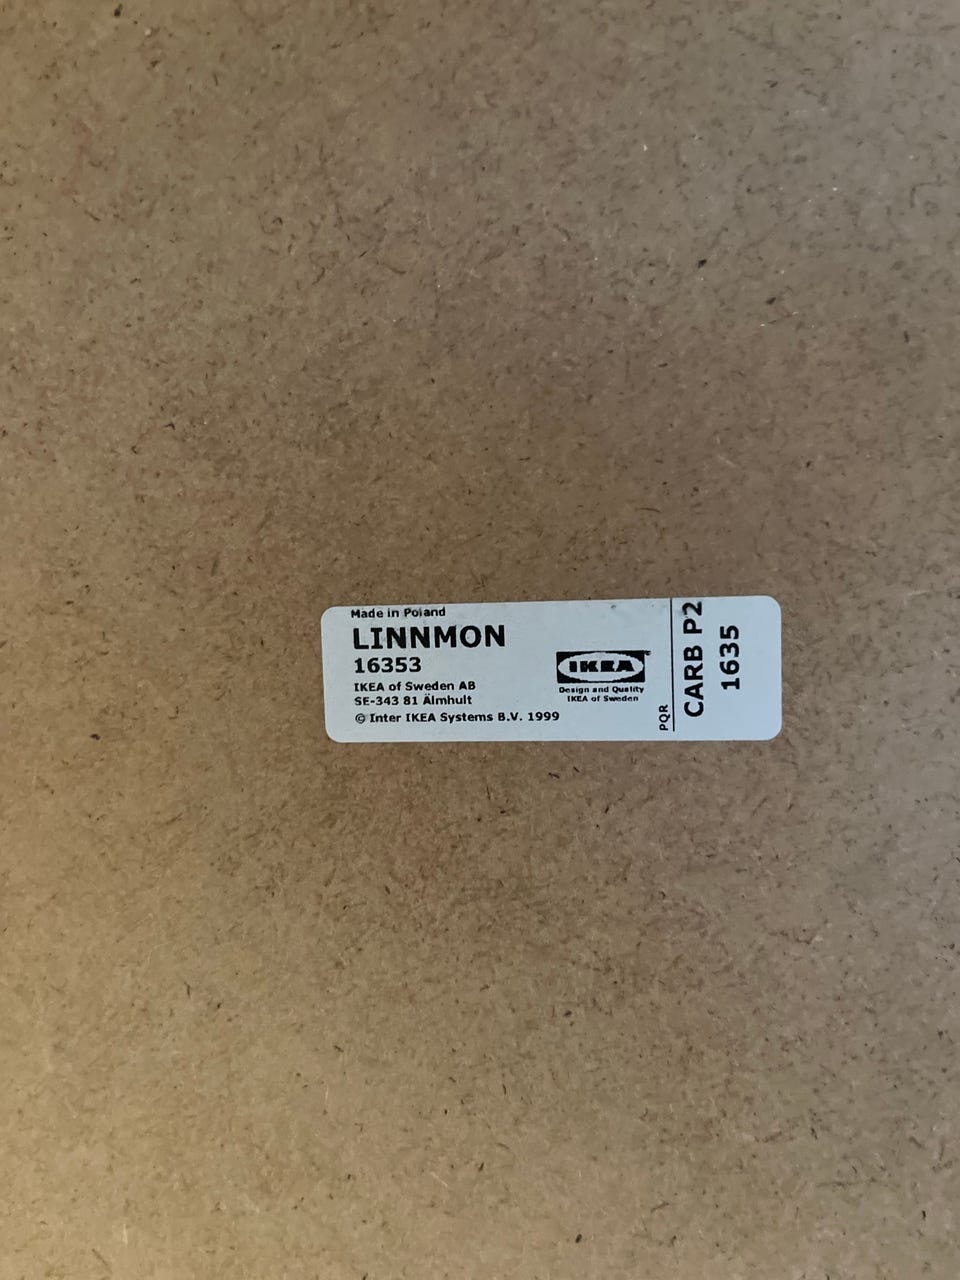 Made in Poland
LINNMON
16353
IKEA of Sweden AB
SE-343 81 Älmhult
© Inter IKEA Systems B.V. 1999
IKEA
Design and Quality
IKEA of Sweden
PQR
CARB P2
1635